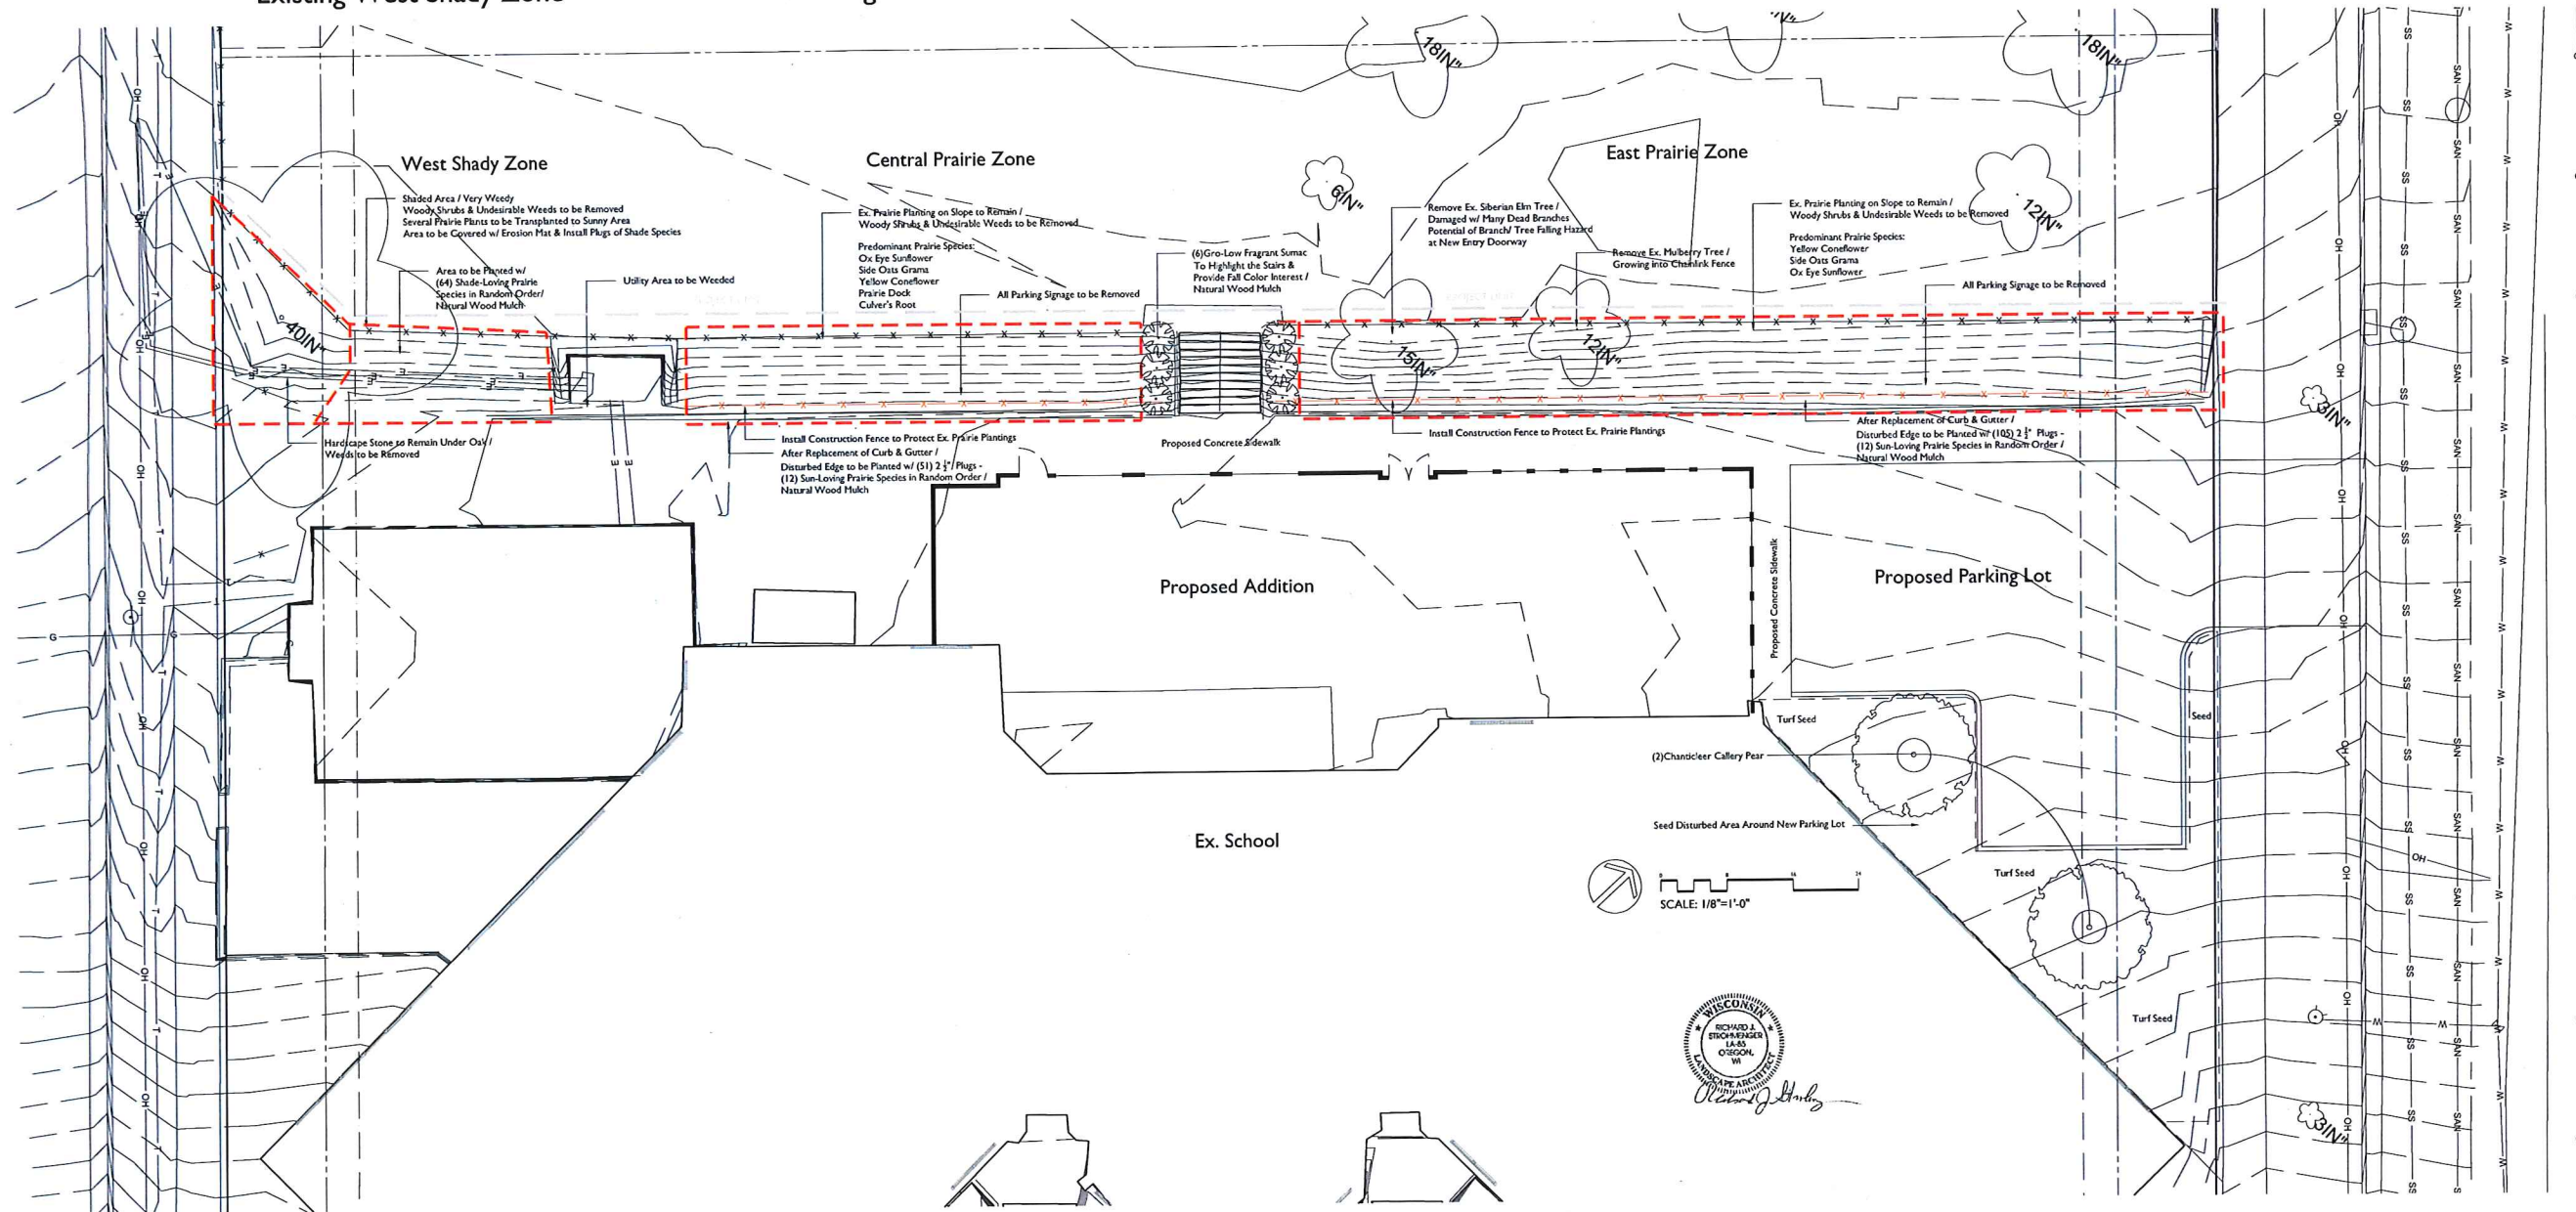 Existing West Shady Zone
18IN"
18IN"
West Shady Zone
Central Prairie Zone
East Prairie Zone
Shaded Area / Very Weedy
Woody Shrubs & Undesirable Weeds to be Removed
Several Prairie Plants to be Transplanted to Sunny Area
Area to be Covered w/ Erosion Mat & Install Plugs of Shade Species
Area to be Planted w/
(64) Shade-Loving Prairie
Species in Random Order/
Natural Wood Mulch
Utility Area to be Weeded
Ex. Prairie Planting on Slope to Remain /
Woody Shrubs & Undesirable Weeds to be Removed
Predominant Prairie Species:
Ox Eye Sunflower
Side Oats Grama
Yellow Coneflower
Prairie Dock
Culver's Root
All Parking Signage to be Removed
(6)Gro-Low Fragrant Sumac
To Highlight the Stairs &
Provide Fall Color Interest /
Natural Wood Mulch
6IN"
Remove Ex. Siberian Elm Tree /
Damaged w/ Many Dead Branches
Potential of Branch/ Tree Falling Hazard
at New Entry Doorway
Remove Ex. Mulberry Tree /
Growing into Chainlink Fence
Ex. Prairie Planting on Slope to Remain /
Woody Shrubs & Undesirable Weeds to be Removed
Predominant Prairie Species:
Yellow Coneflower
Side Oats Grama
Ox Eye Sunflower
12IN"
All Parking Signage to be Removed
40IN"
15IN"
12IN"
3IN"
Hardscape Stone to Remain Under Oak /
Weeds to be Removed
Install Construction Fence to Protect Ex. Prairie Plantings
After Replacement of Curb & Gutter /
Disturbed Edge to be Planted w/ (51) 2 ½" Plugs -
(12) Sun-Loving Prairie Species in Random Order /
Natural Wood Mulch
Proposed Concrete Sidewalk
Install Construction Fence to Protect Ex. Prairie Plantings
After Replacement of Curb & Gutter /
Disturbed Edge to be Planted w/ (105) 2 ½" Plugs -
(12) Sun-Loving Prairie Species in Random Order /
Natural Wood Mulch
Proposed Addition
Proposed Concrete Sidewalk
Proposed Parking Lot
Turf Seed
Seed
(2)Chanticleer Callery Pear
Seed Disturbed Area Around New Parking Lot
Ex. School
Turf Seed
0 8 16 24
SCALE: 1/8"=1'-0"
Turf Seed
WISCONSIN
RICHARD J.
STROHMENGER
LA-85
OREGON,
WI
LANDSCAPE ARCHITECT
3IN"